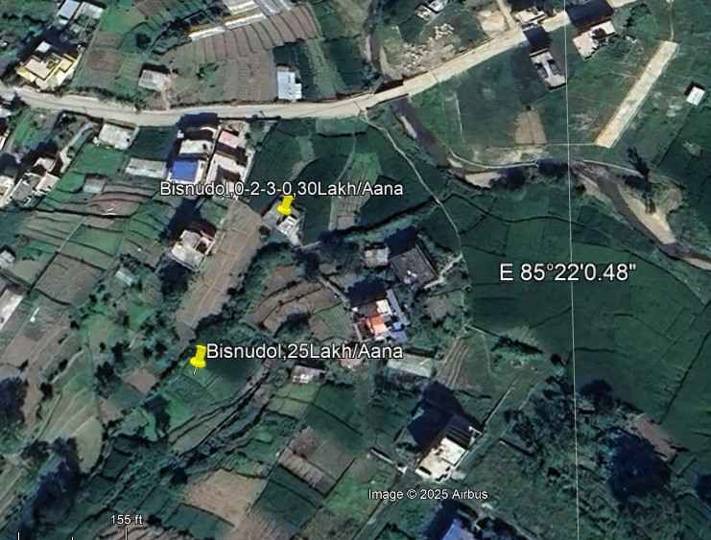 Bisnudol,0-2-3-0,30Lakh/Aana
E 85°22'0.48"
Bisnudol,25Lakh/Aana
Image © 2025 Airbus
155 ft